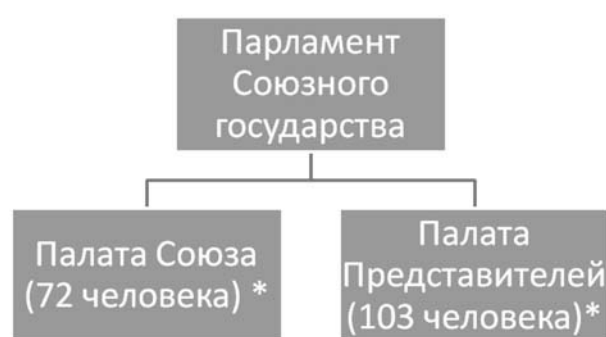 Парламент
Союзного
государства
Палата Союза
(72 человека) *
Палата
Представителей
(103 человека)*